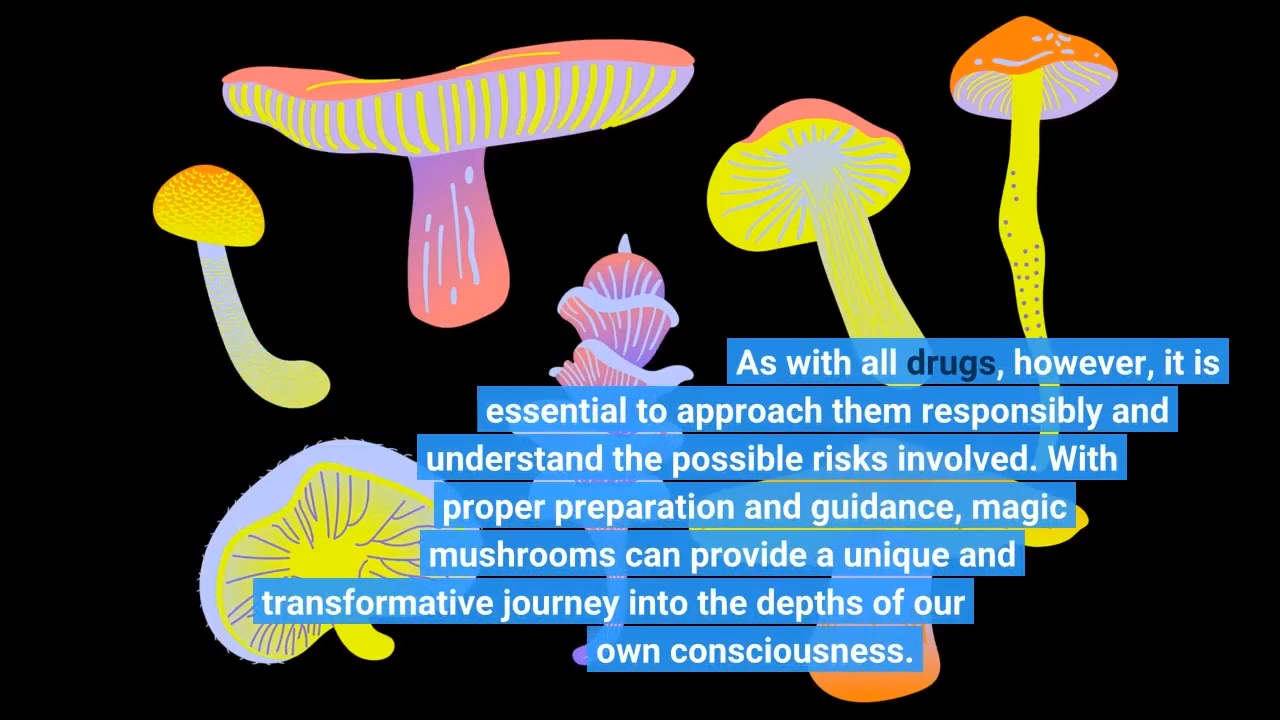 As with all drugs, however, it is
essential to approach them responsibly and
understand the possible risks involved. With
proper preparation and guidance, magic
mushrooms can provide a unique and
transformative journey into the depths of our
own consciousness.